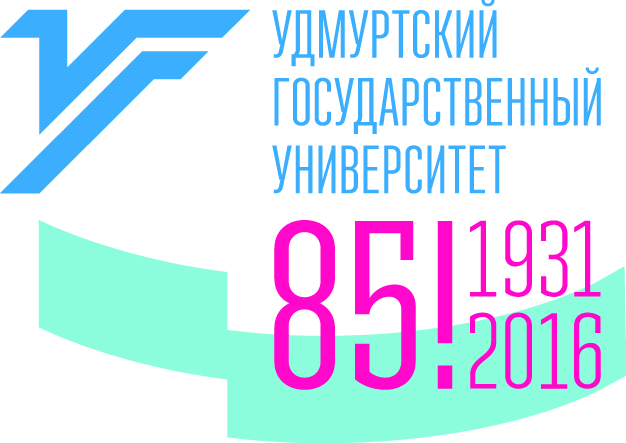 УДМУРТСКИЙ
ГОСУДАРСТВЕННЫЙ
УНИВЕРСИТЕТ
85!
1931
2016